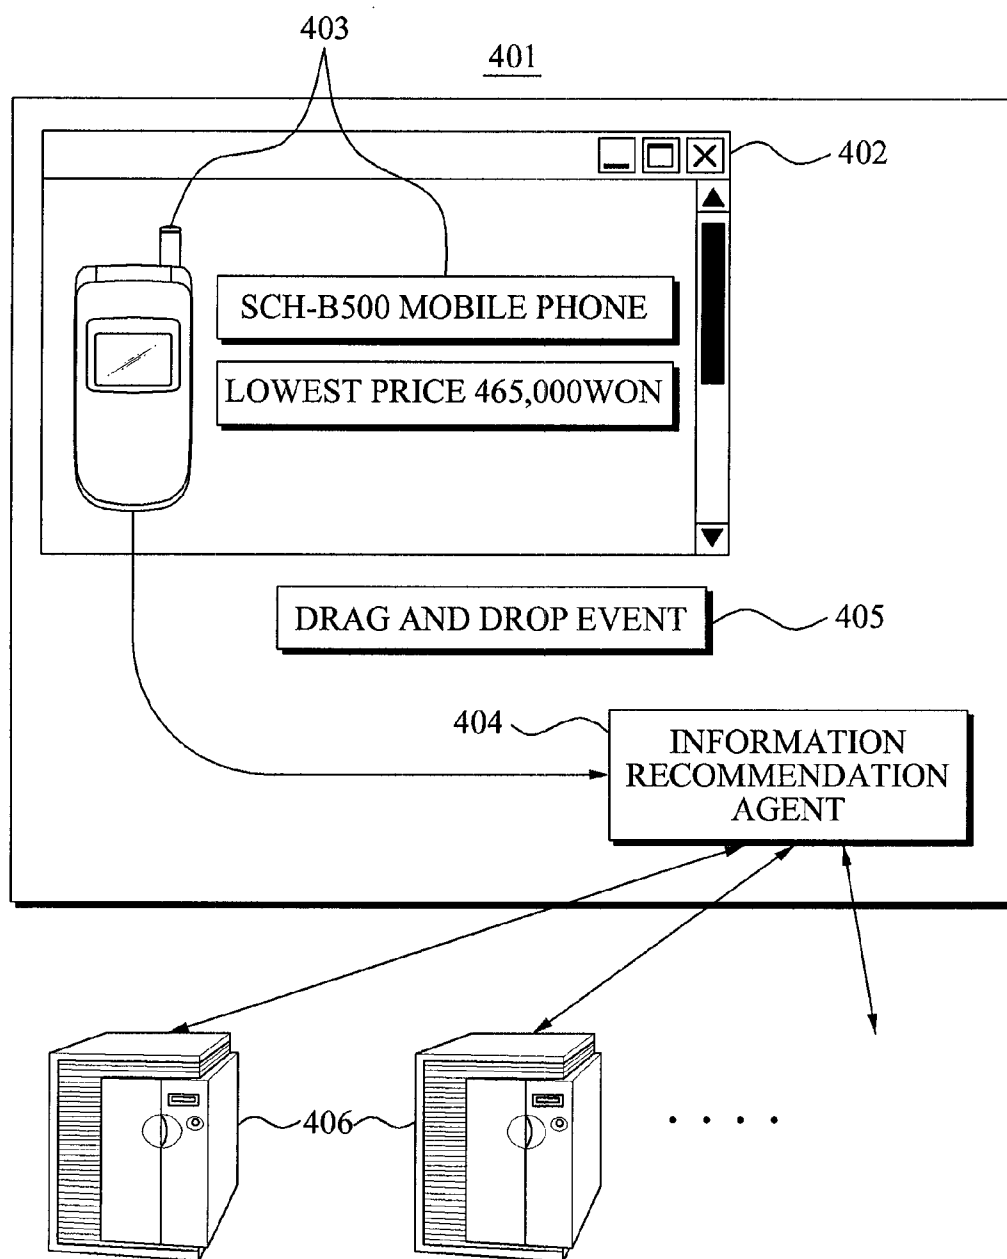 403
401
402
SCH-B500 MOBILE PHONE
LOWEST PRICE 465,000WON
DRAG AND DROP EVENT
405
404
INFORMATION
RECOMMENDATION
AGENT
406